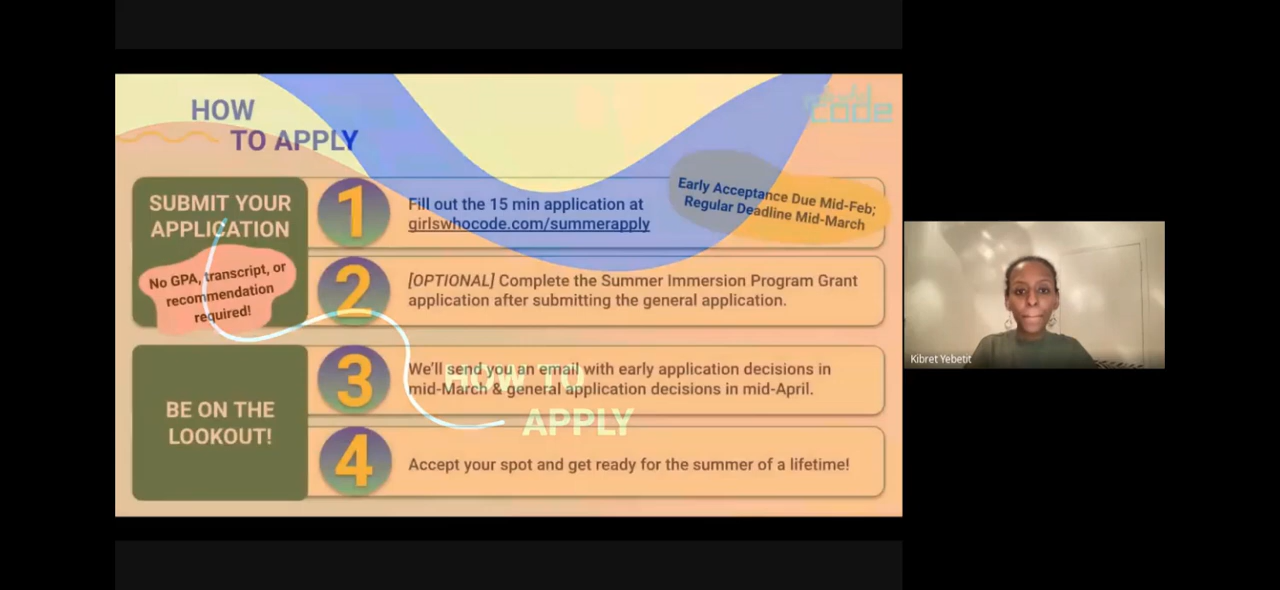 HOW
TO APPLY
code
SUBMIT YOUR
APPLICATION
No GPA, transcript, or
recommendation
required!
1
Fill out the 15 min application at
girlswhocode.com/summerapply
Early Acceptance Due Mid-Feb;
Regular Deadline Mid-March
2
[OPTIONAL] Complete the Summer Immersion Program Grant
application after submitting the general application.
BE ON THE
LOOKOUT!
3
We'll send you an email with early application decisions in
mid-March & general application decisions in mid-April.
HOW TO
APPLY
4
Accept your spot and get ready for the summer of a lifetime!
Kibret Yebetit